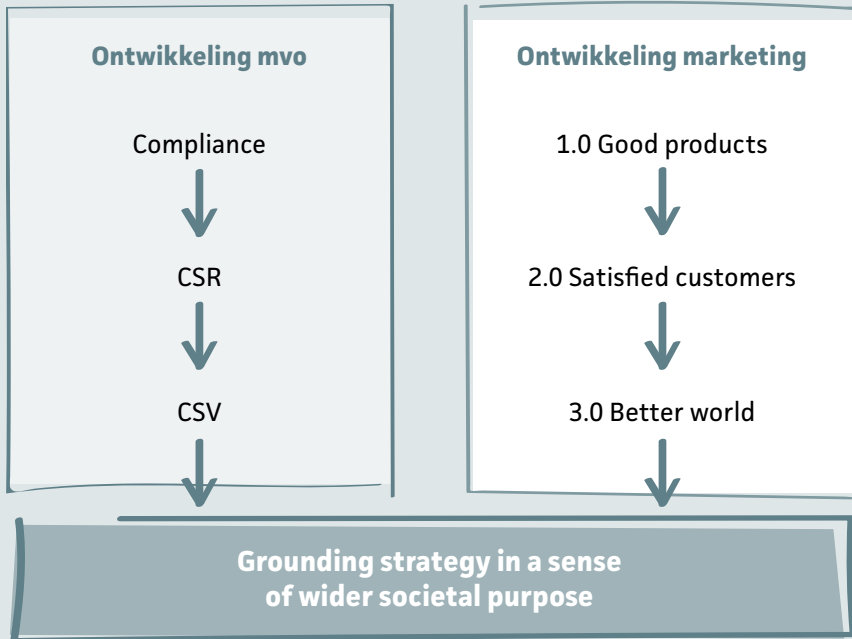 Ontwikkeling mvo
Compliance
CSR
CSV
Ontwikkeling marketing
1.0 Good products
2.0 Satisfied customers
3.0 Better world
Grounding strategy in a sense
of wider societal purpose